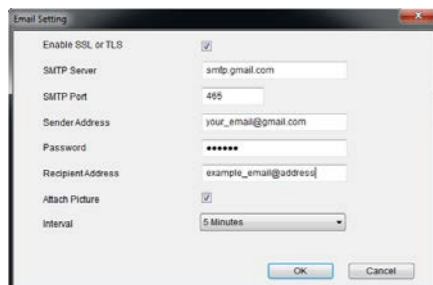 Email Setting
Enable SSL or TLS
SMTP Server smtp.gmail.com
SMTP Port 465
Sender Address your_email@gmail.com
Password ••••••
Recipient Address example_email@address
Attach Picture
Interval 5 Minutes
OK Cancel